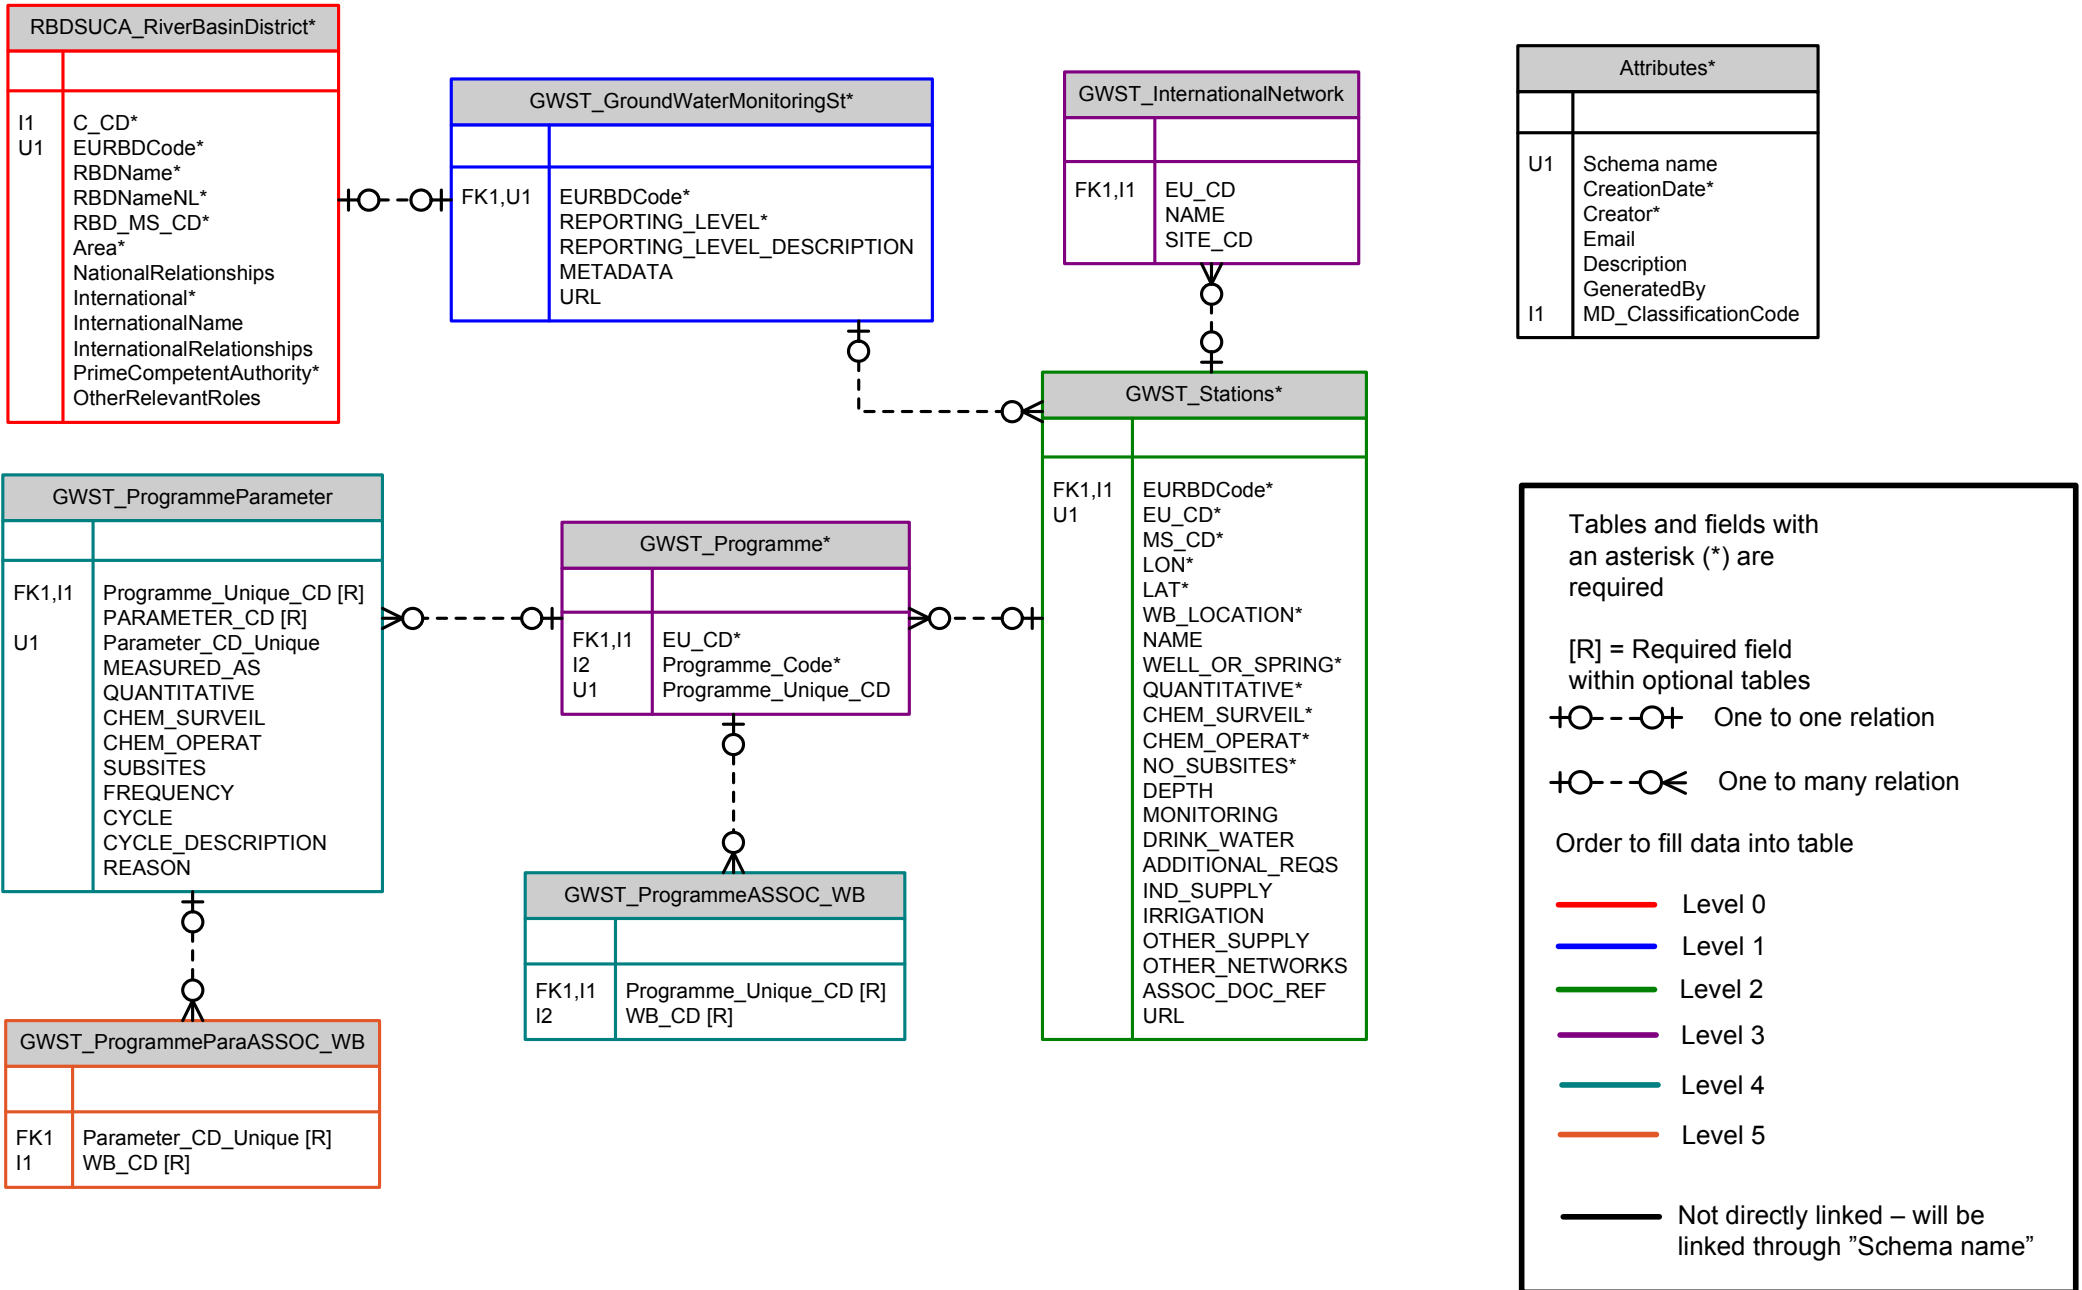 RBDSUCA_RiverBasinDistrict*
I1 C_CD*
U1 EURBDCode*
RBDName*
RBDNameNL*
RBD_MS_CD*
Area*
NationalRelationships
International*
InternationalName
InternationalRelationships
PrimeCompetentAuthority*
OtherRelevantRoles
GWST_GroundWaterMonitoringSt*
FK1,U1 EURBDCode*
REPORTING_LEVEL*
REPORTING_LEVEL_DESCRIPTION
METADATA
URL
GWST_InternationalNetwork
FK1,I1 EU_CD
NAME
SITE_CD
Attributes*
U1 Schema name
CreationDate*
Creator*
Email
Description
GeneratedBy
I1 MD_ClassificationCode
GWST_Stations*
FK1,I1 EURBDCode*
U1 EU_CD*
MS_CD*
LON*
LAT*
WB_LOCATION*
NAME
WELL_OR_SPRING*
QUANTITATIVE*
CHEM_SURVEIL*
CHEM_OPERAT*
NO_SUBSITES*
DEPTH
MONITORING
DRINK_WATER
ADDITIONAL_REQS
IND_SUPPLY
IRRIGATION
OTHER_SUPPLY
OTHER_NETWORKS
ASSOC_DOC_REF
URL
GWST_ProgrammeParameter
FK1,I1 Programme_Unique_CD [R]
PARAMETER_CD [R]
U1 Parameter_CD_Unique
MEASURED_AS
QUANTITATIVE
CHEM_SURVEIL
CHEM_OPERAT
SUBSITES
FREQUENCY
CYCLE
CYCLE_DESCRIPTION
REASON
GWST_Programme*
FK1,I1 EU_CD*
I2 Programme_Code*
U1 Programme_Unique_CD
GWST_ProgrammeASSOC_WB
FK1,I1 Programme_Unique_CD [R]
I2 WB_CD [R]
GWST_ProgrammeParaASSOC_WB
FK1 Parameter_CD_Unique [R]
I1 WB_CD [R]
Tables and fields with
an asterisk (*) are
required
[R] = Required field
within optional tables
One to one relation
One to many relation
Order to fill data into table
Level 0
Level 1
Level 2
Level 3
Level 4
Level 5
Not directly linked – will be
linked through ”Schema name”